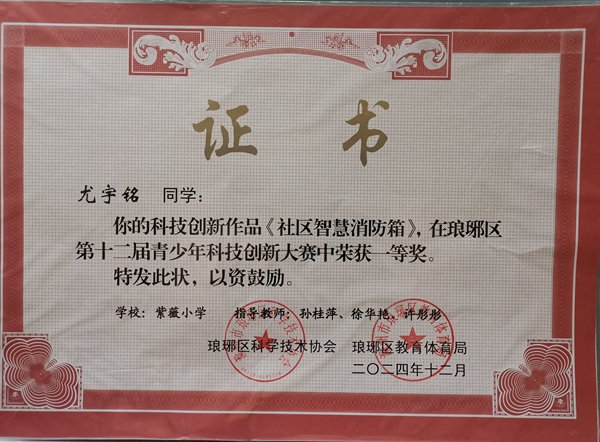 证书
尤宇铭 同学：
你的科技创新作品《社区智慧消防箱》，在琅琊区
第十二届青少年科技创新大赛中荣获一等奖。
特发此状，以资鼓励。
学校：紫薇小学 指导教师：孙桂萍、徐华艳、许彤彤
琅琊区科学技术协会 琅琊区教育体育局
二〇二四年十二月